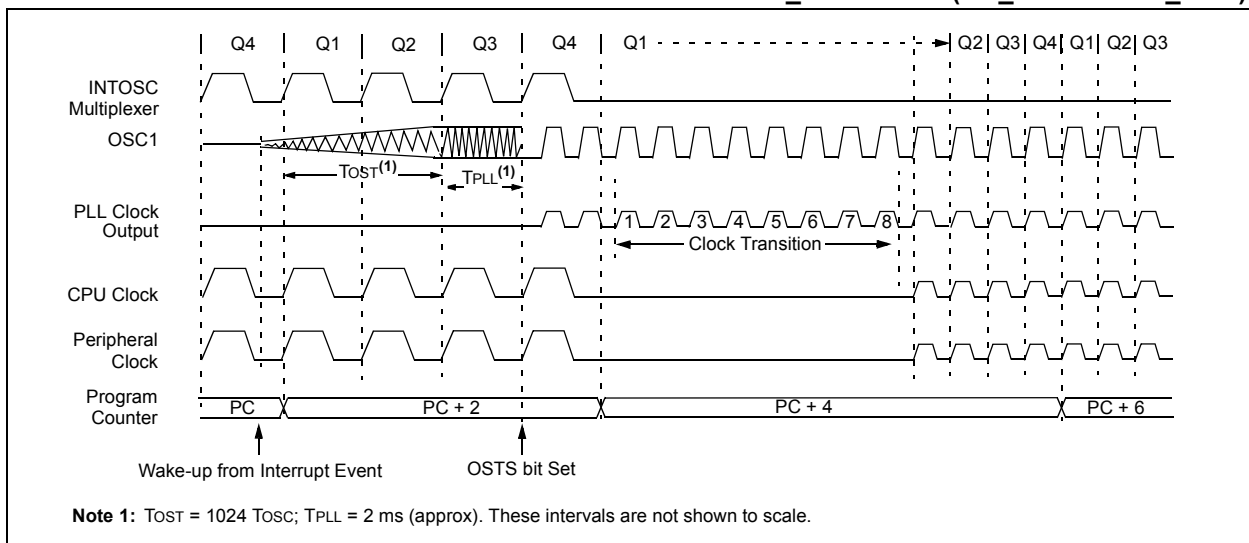 Q4 Q1 Q2 Q3 Q4 Q1 Q2 Q3 Q4 Q1 Q2 Q3
INTOSC
Multiplexer
OSC1
TOST(1)
TPLL(1)
PLL Clock
Output
1 2 3 4 5 6 7 8
Clock Transition
CPU Clock
Peripheral
Clock
Program
Counter
PC PC + 2 PC + 4 PC + 6
Wake-up from Interrupt Event
OSTS bit Set
Note 1: TOST = 1024 TOSC; TPLL = 2 ms (approx). These intervals are not shown to scale.